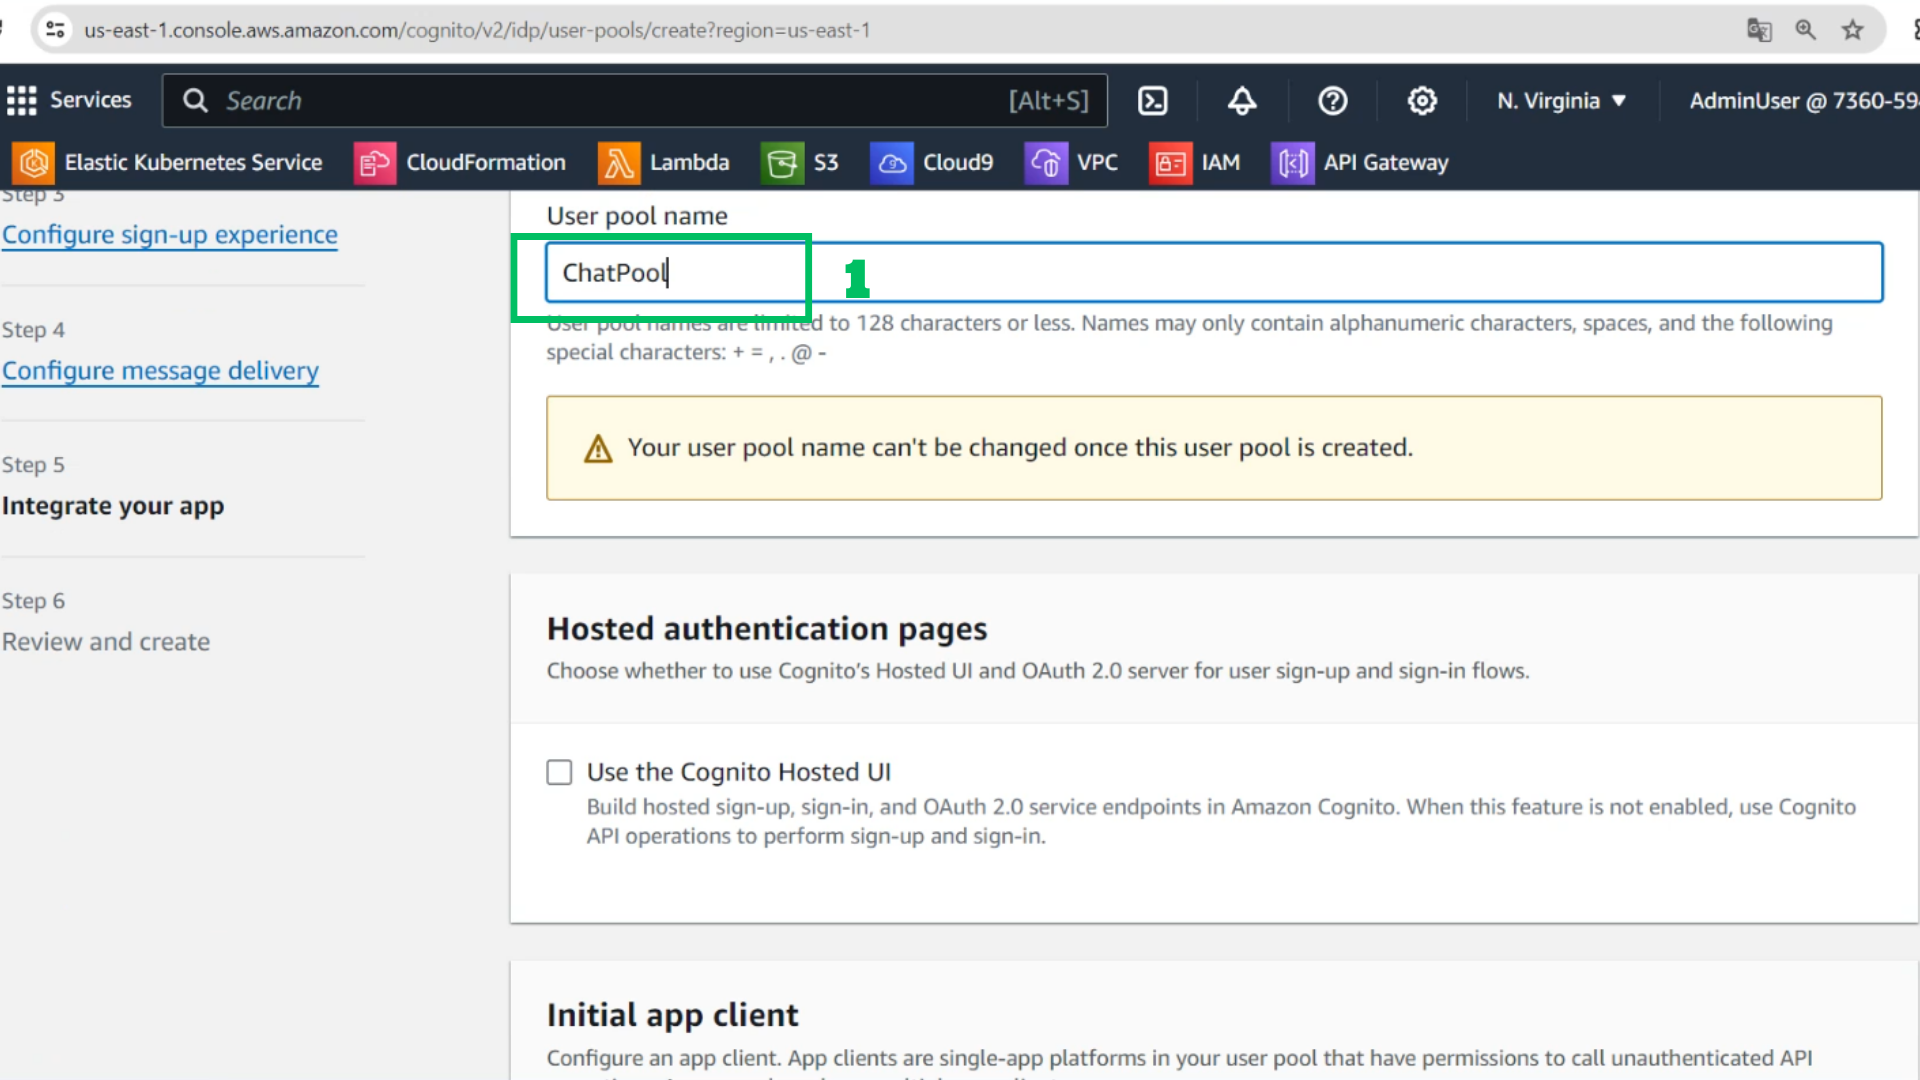 us-east-1.console.aws.amazon.com/cognito/v2/idp/user-pools/create?region=us-east-1
Services
Search
[Alt+S]
N. Virginia
AdminUser @ 7360-59
Elastic Kubernetes Service
CloudFormation
Lambda
S3
Cloud9
VPC
IAM
API Gateway
Step 3
Configure sign-up experience
Step 4
Configure message delivery
Step 5
Integrate your app
Step 6
Review and create
User pool name
ChatPool
1
User pool names are limited to 128 characters or less. Names may only contain alphanumeric characters, spaces, and the following
special characters: + = , . @ -
Your user pool name can't be changed once this user pool is created.
Hosted authentication pages
Choose whether to use Cognito’s Hosted UI and OAuth 2.0 server for user sign-up and sign-in flows.
Use the Cognito Hosted UI
Build hosted sign-up, sign-in, and OAuth 2.0 service endpoints in Amazon Cognito. When this feature is not enabled, use Cognito
API operations to perform sign-up and sign-in.
Initial app client
Configure an app client. App clients are single-app platforms in your user pool that have permissions to call unauthenticated API